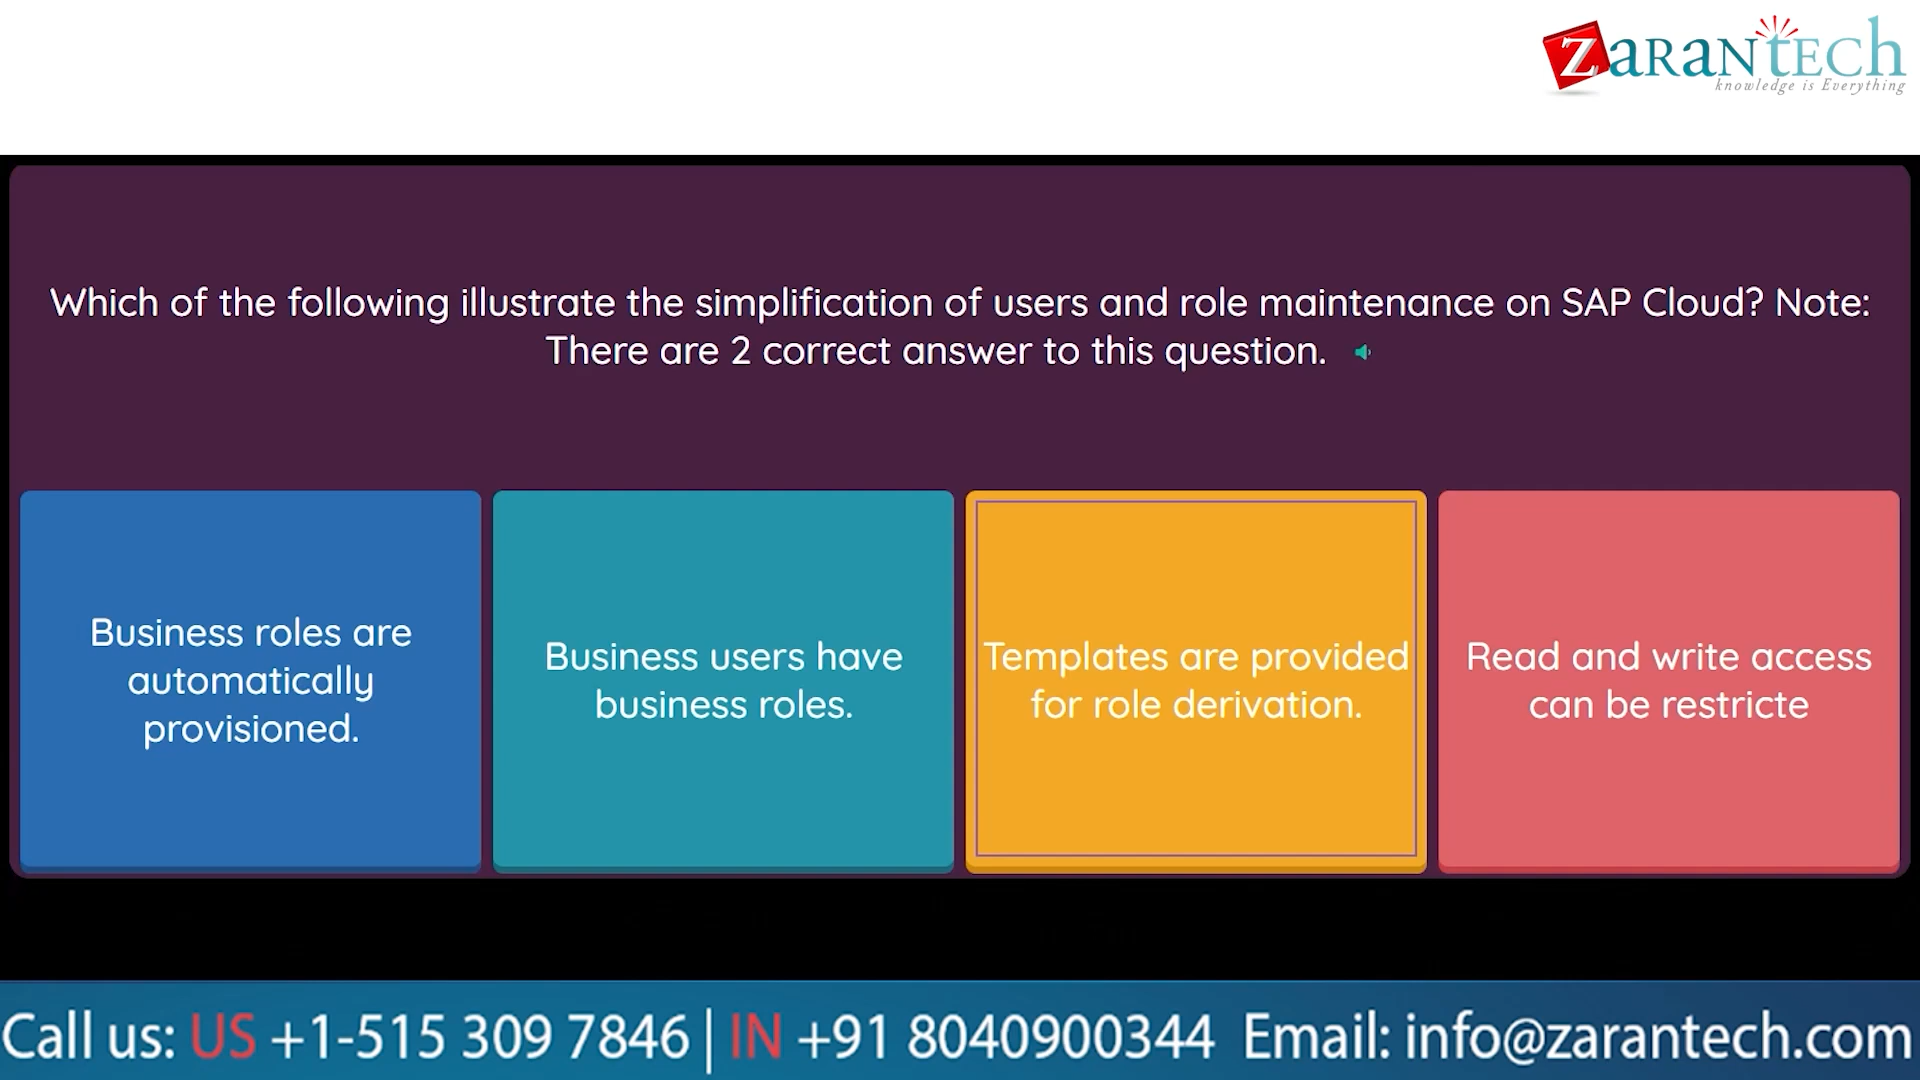 ZaranTech
knowledge is Everything
Which of the following illustrate the simplification of users and role maintenance on SAP Cloud? Note:
There are 2 correct answer to this question.
Business roles are
automatically
provisioned.
Business users have
business roles.
Templates are provided
for role derivation.
Read and write access
can be restricte
Call us: US +1-515 309 7846 | IN +91 8040900344 Email: info@zarantech.com